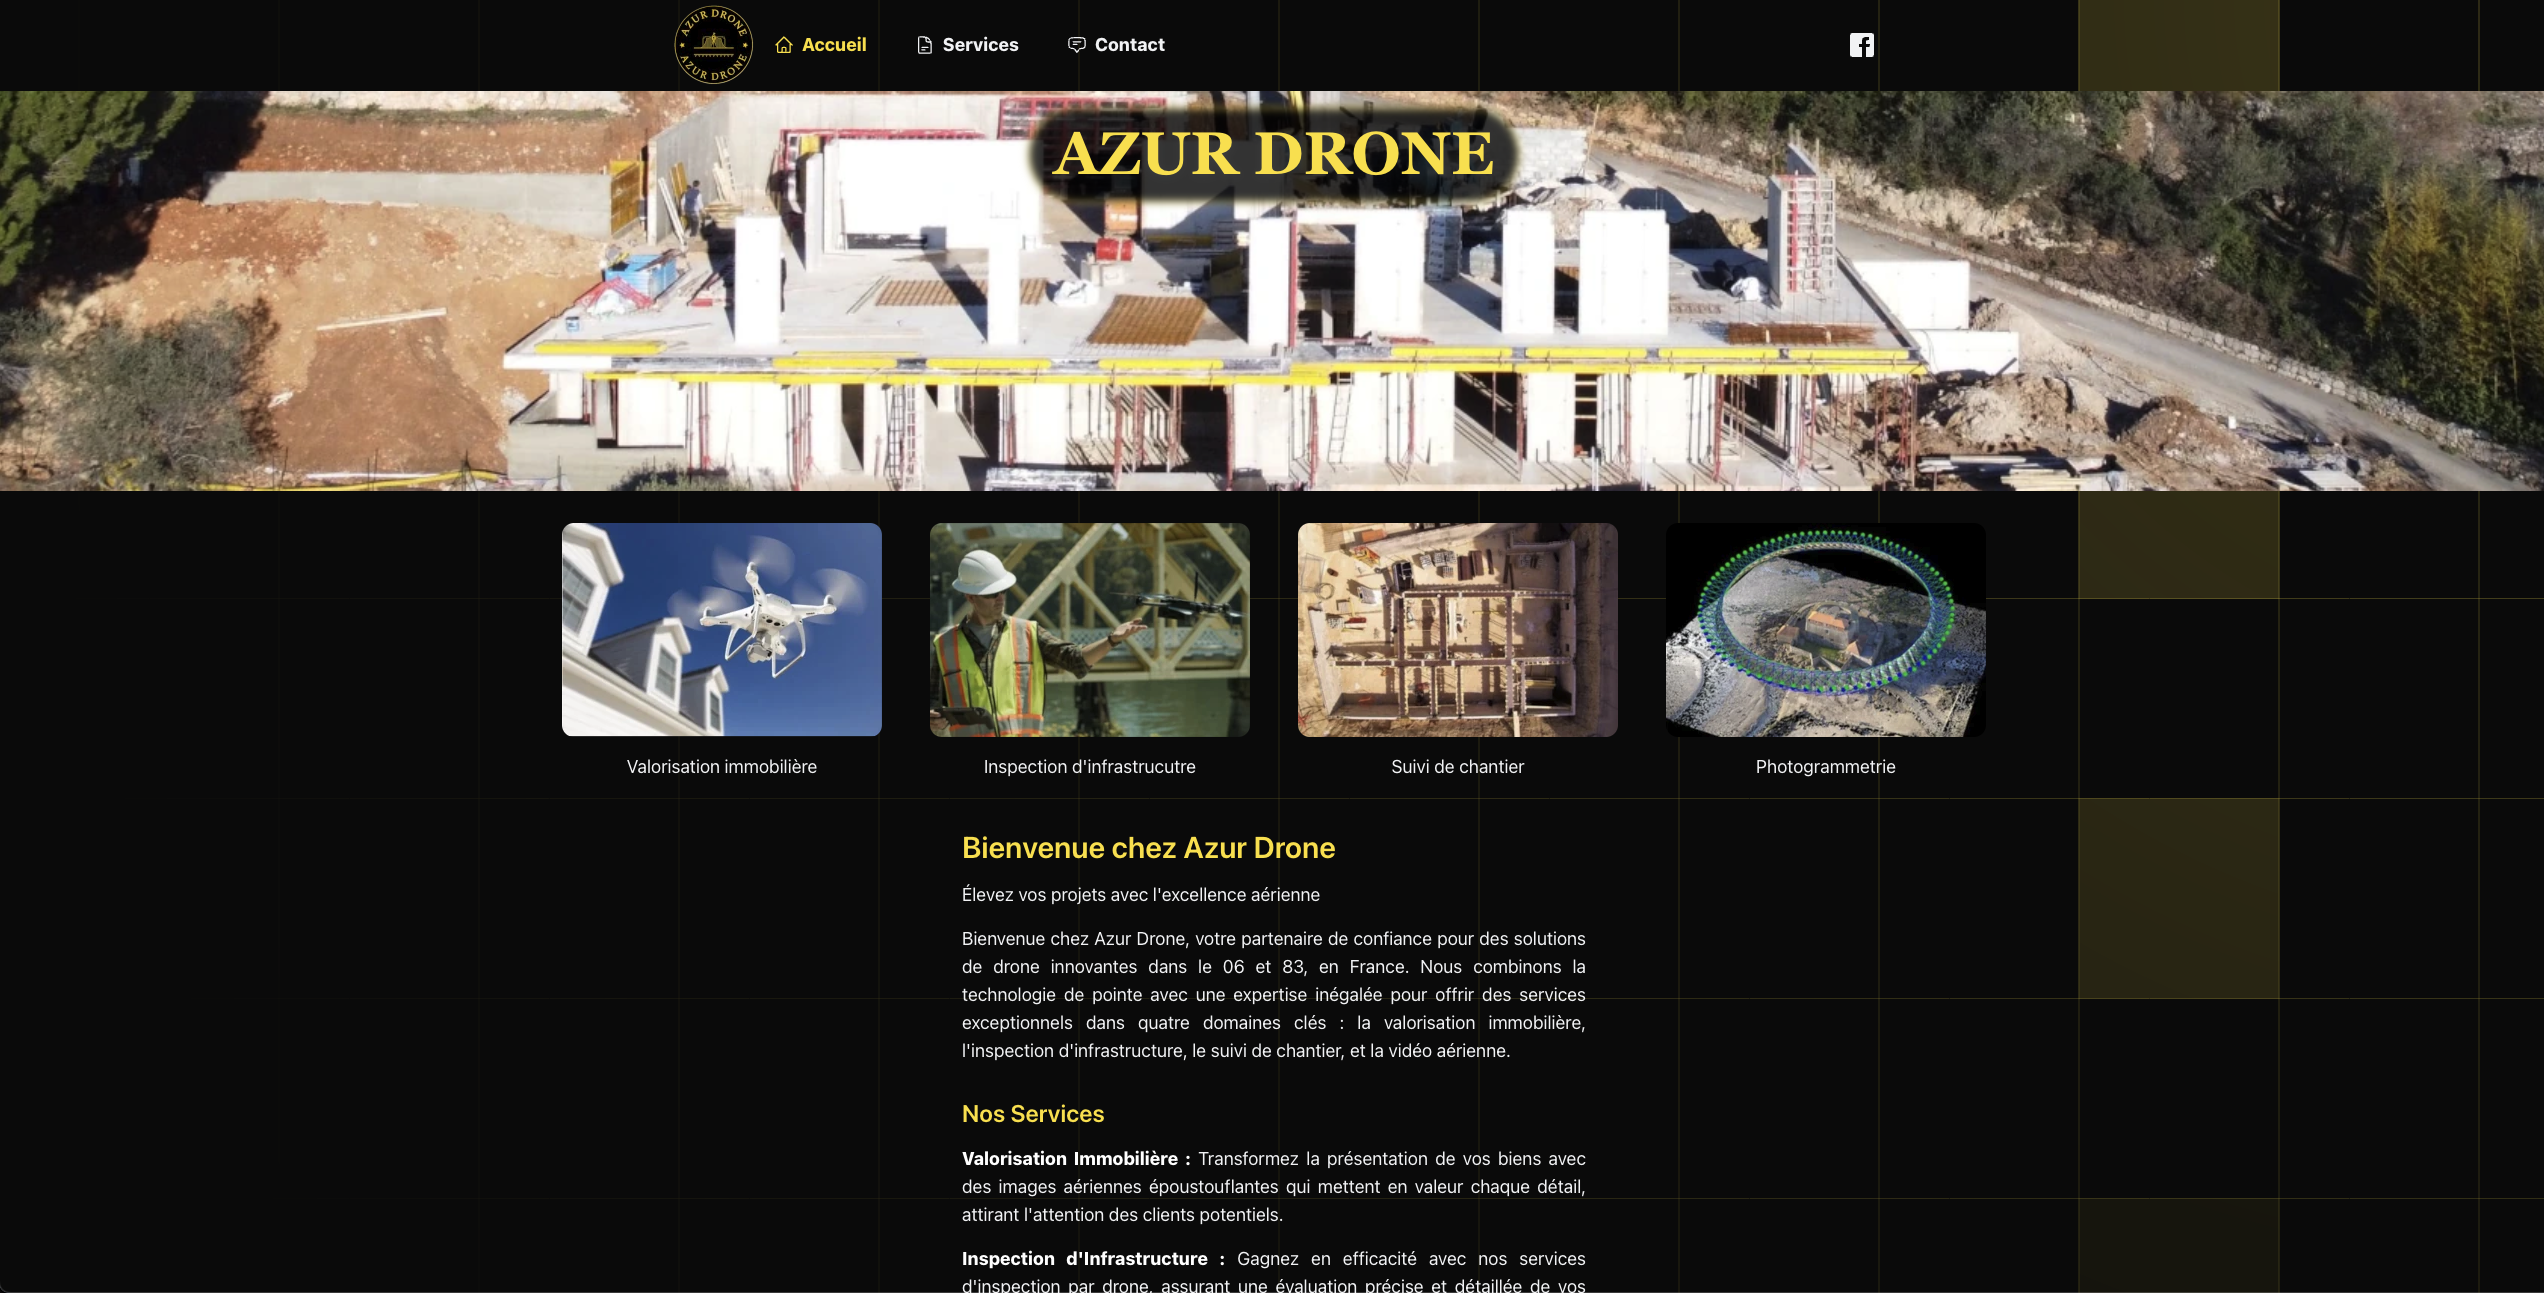 AZUR DRONE
AZUR DRONE
Accueil
Services
Contact
AZUR DRONE
Valorisation immobilière
Inspection d'infrastrucutre
Suivi de chantier
Photogrammetrie
Bienvenue chez Azur Drone
Élevez vos projets avec l'excellence aérienne
Bienvenue chez Azur Drone, votre partenaire de confiance pour des solutions
de drone innovantes dans le 06 et 83, en France. Nous combinons la
technologie de pointe avec une expertise inégalée pour offrir des services
exceptionnels dans quatre domaines clés : la valorisation immobilière,
l'inspection d'infrastructure, le suivi de chantier, et la vidéo aérienne.
Nos Services
Valorisation Immobilière : Transformez la présentation de vos biens avec
des images aériennes époustouflantes qui mettent en valeur chaque détail,
attirant l'attention des clients potentiels.
Inspection d'Infrastructure : Gagnez en efficacité avec nos services
d'inspection par drone, assurant une évaluation précise et détaillée de vos